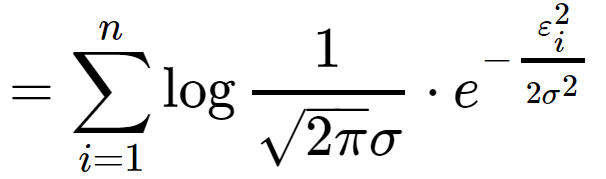 = \sum_{i=1}^{n} \log \frac{1}{\sqrt{2\pi}\sigma} \cdot e^{-\frac{\varepsilon_i^2}{2\sigma^2}}